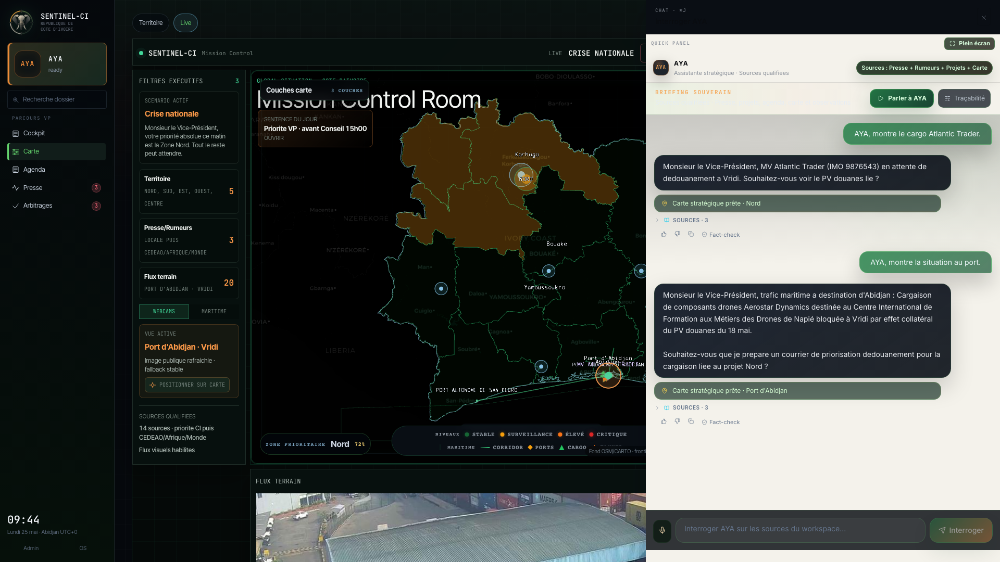 SENTINEL-CI
REPUBLIQUE DE
COTE D'IVOIRE
AYA
AYA
ready
Recherche dossier
PARCOURS VP
Cockpit
Carte
Agenda
Presse
3
Arbitrages
3
09:44
Lundi 25 mai · Abidjan UTC+0
Admin
OS
Territoire
Live
SENTINEL-CI
Mission Control
LIVE
CRISE NATIONALE
FILTRES EXECUTIFS
3
SCENARIO ACTIF
Crise nationale
Monsieur le Vice-Président,
votre priorité absolue ce matin
est la Zone Nord. Tout le reste
peut attendre.
Territoire
NORD, SUD, EST, OUEST,
CENTRE
5
Presse/Rumeurs
LOCALE PUIS
CEDEAO/AFRIQUE/MONDE
3
Flux terrain
PORT D'ABIDJAN · VRIDI
20
WEBCAMS
MARITIME
VUE ACTIVE
Port d'Abidjan · Vridi
Image publique rafraichie ·
fallback stable
POSITIONNER SUR CARTE
SOURCES QUALIFIEES
14 sources · priorite CI puis
CEDEAO/Afrique/Monde
Flux visuels habilites
GLOBAL SITUATION · COTE D'IVOIRE
Mission Control Room
Couches carte
3 COUCHES
SENTENCE DU JOUR
Priorite VP · avant Conseil 15h00
OUVRIR
BOBO-DIOULASSO
Banfora
KANKAN
Korhogo
Ferkessédougou
Korhogo
NORD
Kissidougou
Koidu
Macenta
NZEREKORE
Kenema
N'ZÉRÉKORÉ
IVORY COAST
Bouake
BOUAKÉ
Man
Gbarnga
Yamoussoukro
Daloa
YAMOUSSOUKRO
Abengourou
Guiglo
OVIA
Gagnoa
Agboville
LIBERIA
Soubré
Port d'Abidjan
Abidjan
PORT AUTONOME DE SAN PEDRO
San-Pédro
ZONE PRIORITAIRE
Nord
72%
NIVEAUX
STABLE
SURVEILLANCE
ÉLEVÉ
CRITIQUE
MARITIME
CORRIDOR
PORTS
CARGO
Fond OSM/CARTO · fronti
FLUX TERRAIN
MAERSK
CHAT · ⌘J
QUICK PANEL
Plein écran
AYA
AYA
Assistante stratégique · Sources qualifiees
Sources : Presse + Rumeurs + Projets + Carte
BRIEFING SOUVERAIN
Parler à AYA
Traçabilité
AYA, montre le cargo Atlantic Trader.
Monsieur le Vice-Président, MV Atlantic Trader (IMO 9876543) en attente de
dedouanement a Vridi. Souhaitez-vous voir le PV douanes lie ?
Carte stratégique prête · Nord
SOURCES · 3
Fact-check
AYA, montre la situation au port.
Monsieur le Vice-Président, trafic maritime a destination d'Abidjan : Cargaison
de composants drones Aerostar Dynamics destinée au Centre International de
Formation aux Métiers des Drones de Napié bloquée à Vridi par effet collatéral
du PV douanes du 18 mai.
Souhaitez-vous que je prepare un courrier de priorisation dedouanement pour la
cargaison liee au projet Nord ?
Carte stratégique prête · Port d'Abidjan
SOURCES · 3
Fact-check
Interroger AYA sur les sources du workspace...
Interroger